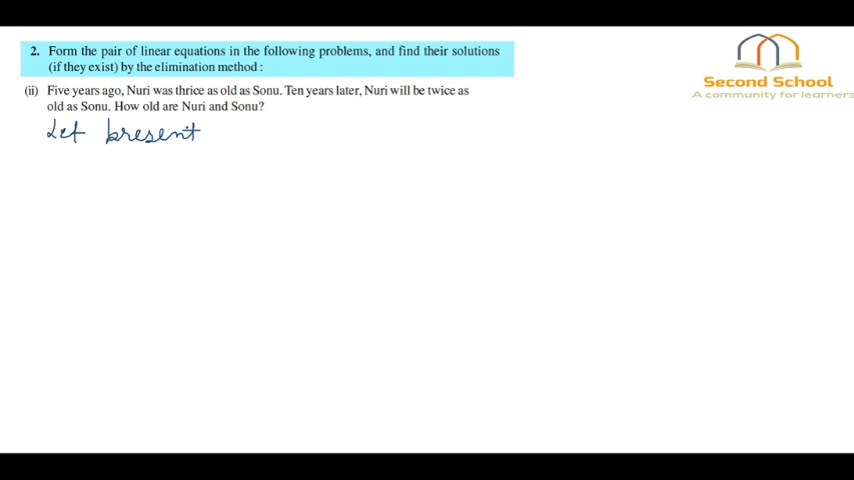 2. Form the pair of linear equations in the following problems, and find their solutions
(if they exist) by the elimination method :
(ii) Five years ago, Nuri was thrice as old as Sonu. Ten years later, Nuri will be twice as
old as Sonu. How old are Nuri and Sonu?
Let present
Second School
A community for learners